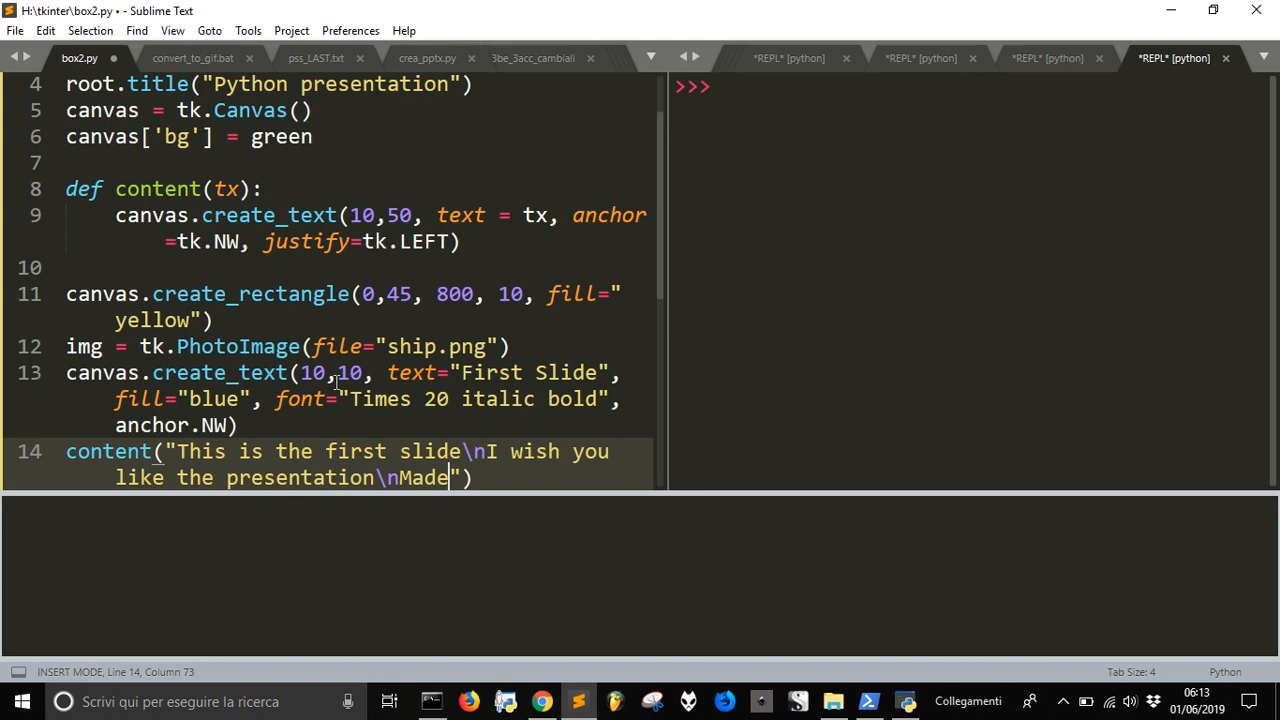 H:\tkinter\box2.py • - Sublime Text
File Edit Selection Find View Goto Tools Project Preferences Help
box2.py convert_to_gif.bat pss_LAST.txt crea_pptx.py 3be_3acc_cambiali *REPL* [python] *REPL* [python] *REPL* [python] *REPL* [python]
4 root.title("Python presentation")
5 canvas = tk.Canvas()
6 canvas['bg'] = green
7
8 def content(tx):
9 canvas.create_text(10,50, text = tx, anchor
=tk.NW, justify=tk.LEFT)
10
11 canvas.create_rectangle(0,45, 800, 10, fill="
yellow")
12 img = tk.PhotoImage(file="ship.png")
13 canvas.create_text(10,10, text="First Slide",
fill="blue", font="Times 20 italic bold",
anchor.NW)
14 content("This is the first slide\nI wish you
like the presentation\nMade")
>>>
INSERT MODE, Line 14, Column 73 Tab Size: 4 Python
Scrivi qui per eseguire la ricerca Collegamenti 06:13
01/06/2019